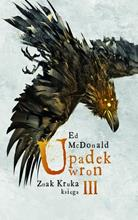 Ed
McDonald
Upadek
wron
Znak Kruka
księga III